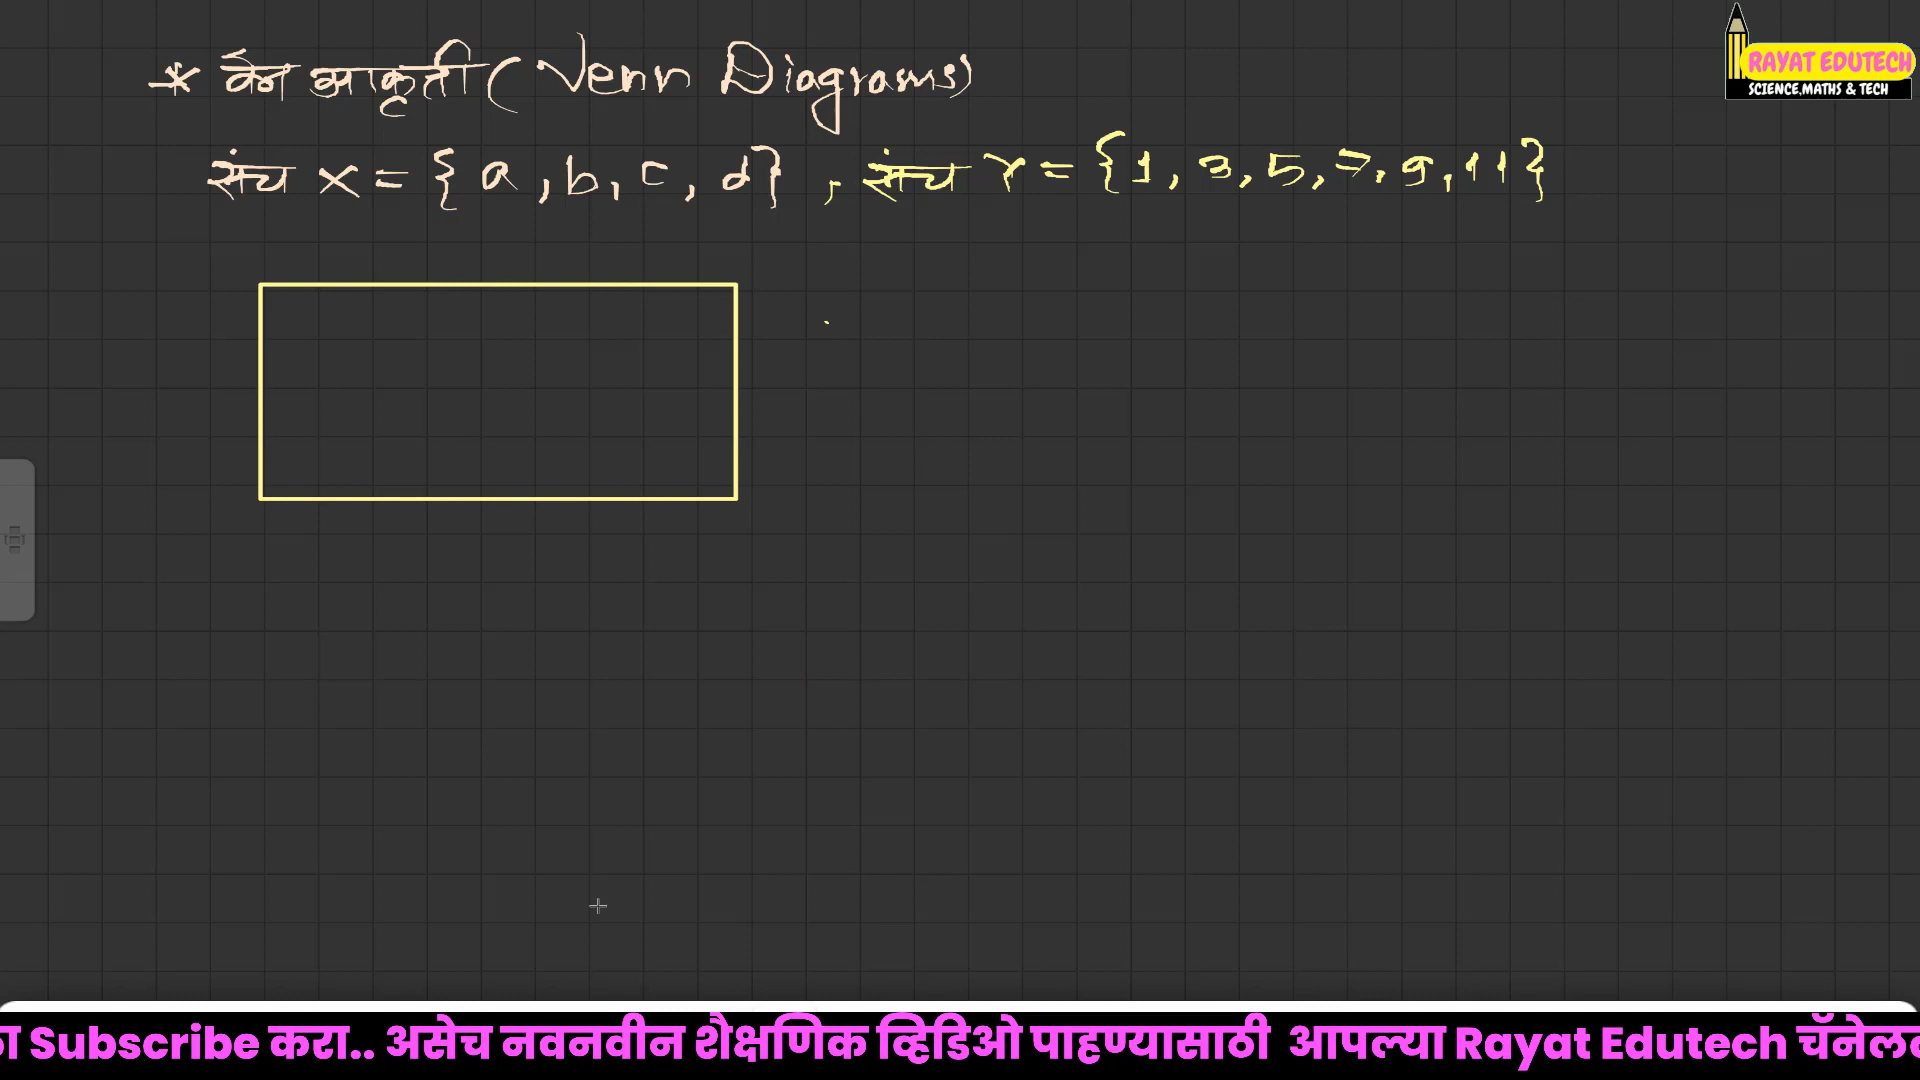 * वेन आकृती ( Venn Diagrams)
संच X = { a , b , c , d } , संच Y = { 1 , 3 , 5 , 7 , 9 , 11 }
RAYAT EDUTECH
SCIENCE,MATHS & TECH
Subscribe करा.. असेच नवनवीन शैक्षणिक व्हिडिओ पाहण्यासाठी आपल्या Rayat Edutech